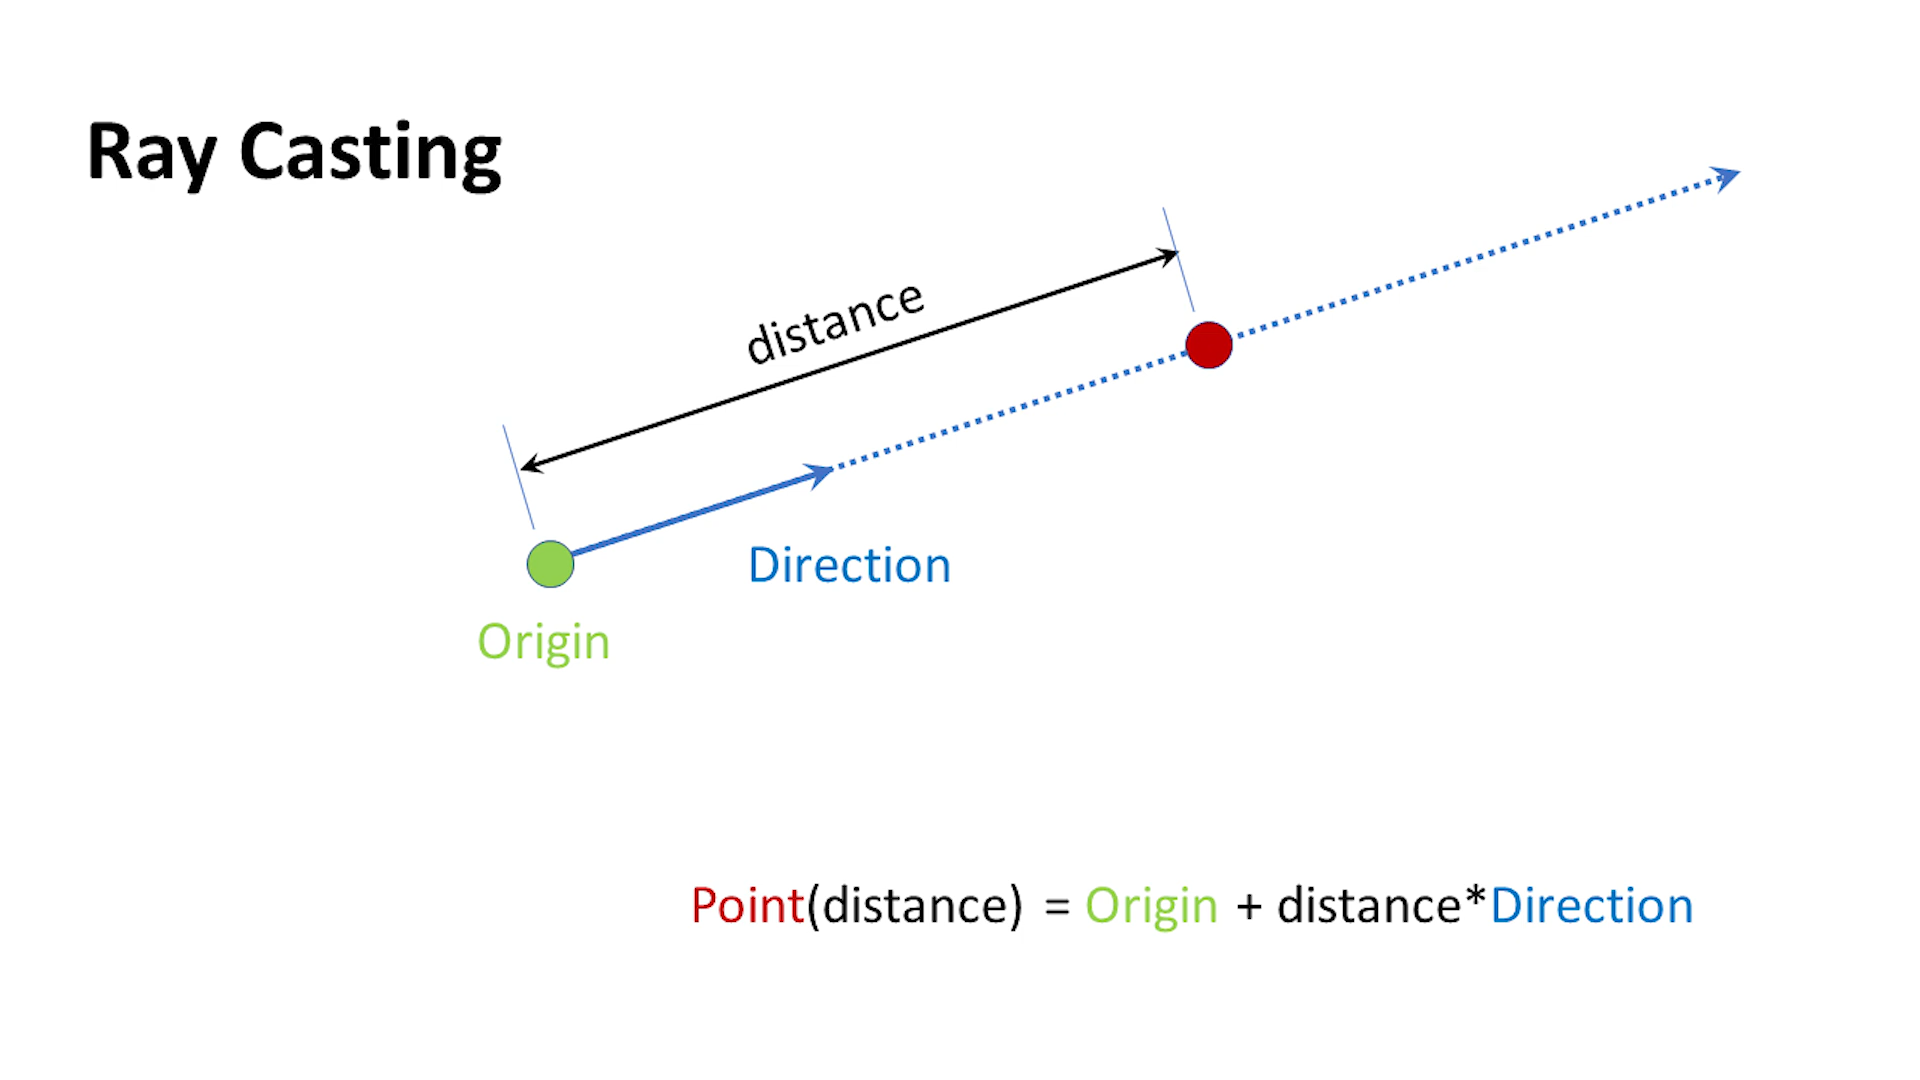 Ray Casting
distance
Direction
Origin
Point(distance) = Origin + distance*Direction